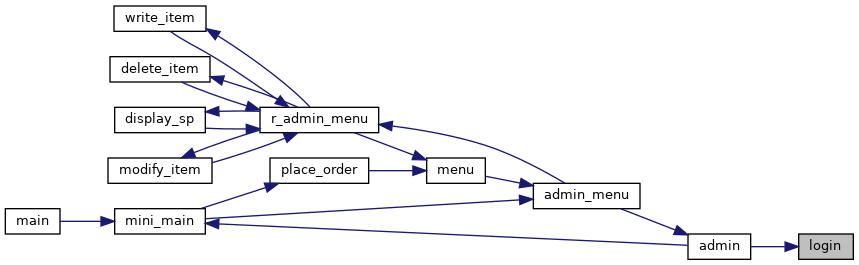 write_item
delete_item
display_sp
r_admin_menu
modify_item
place_order
menu
admin_menu
main
mini_main
admin
login